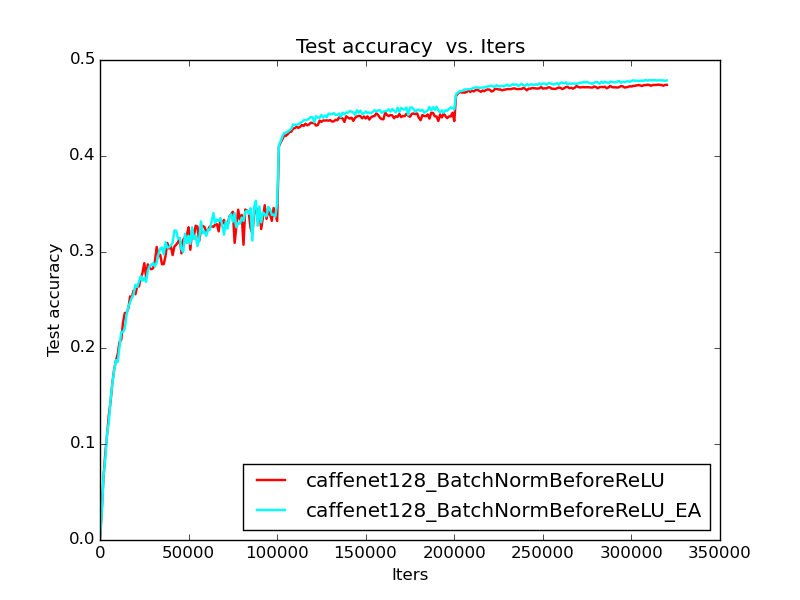 Test accuracy  vs. Iters
0.5
0.4
0.3
0.2
0.1
0.0
Test accuracy
caffenet128_BatchNormBeforeReLU
caffenet128_BatchNormBeforeReLU_EA
0 50000 100000 150000 200000 250000 300000 350000
Iters